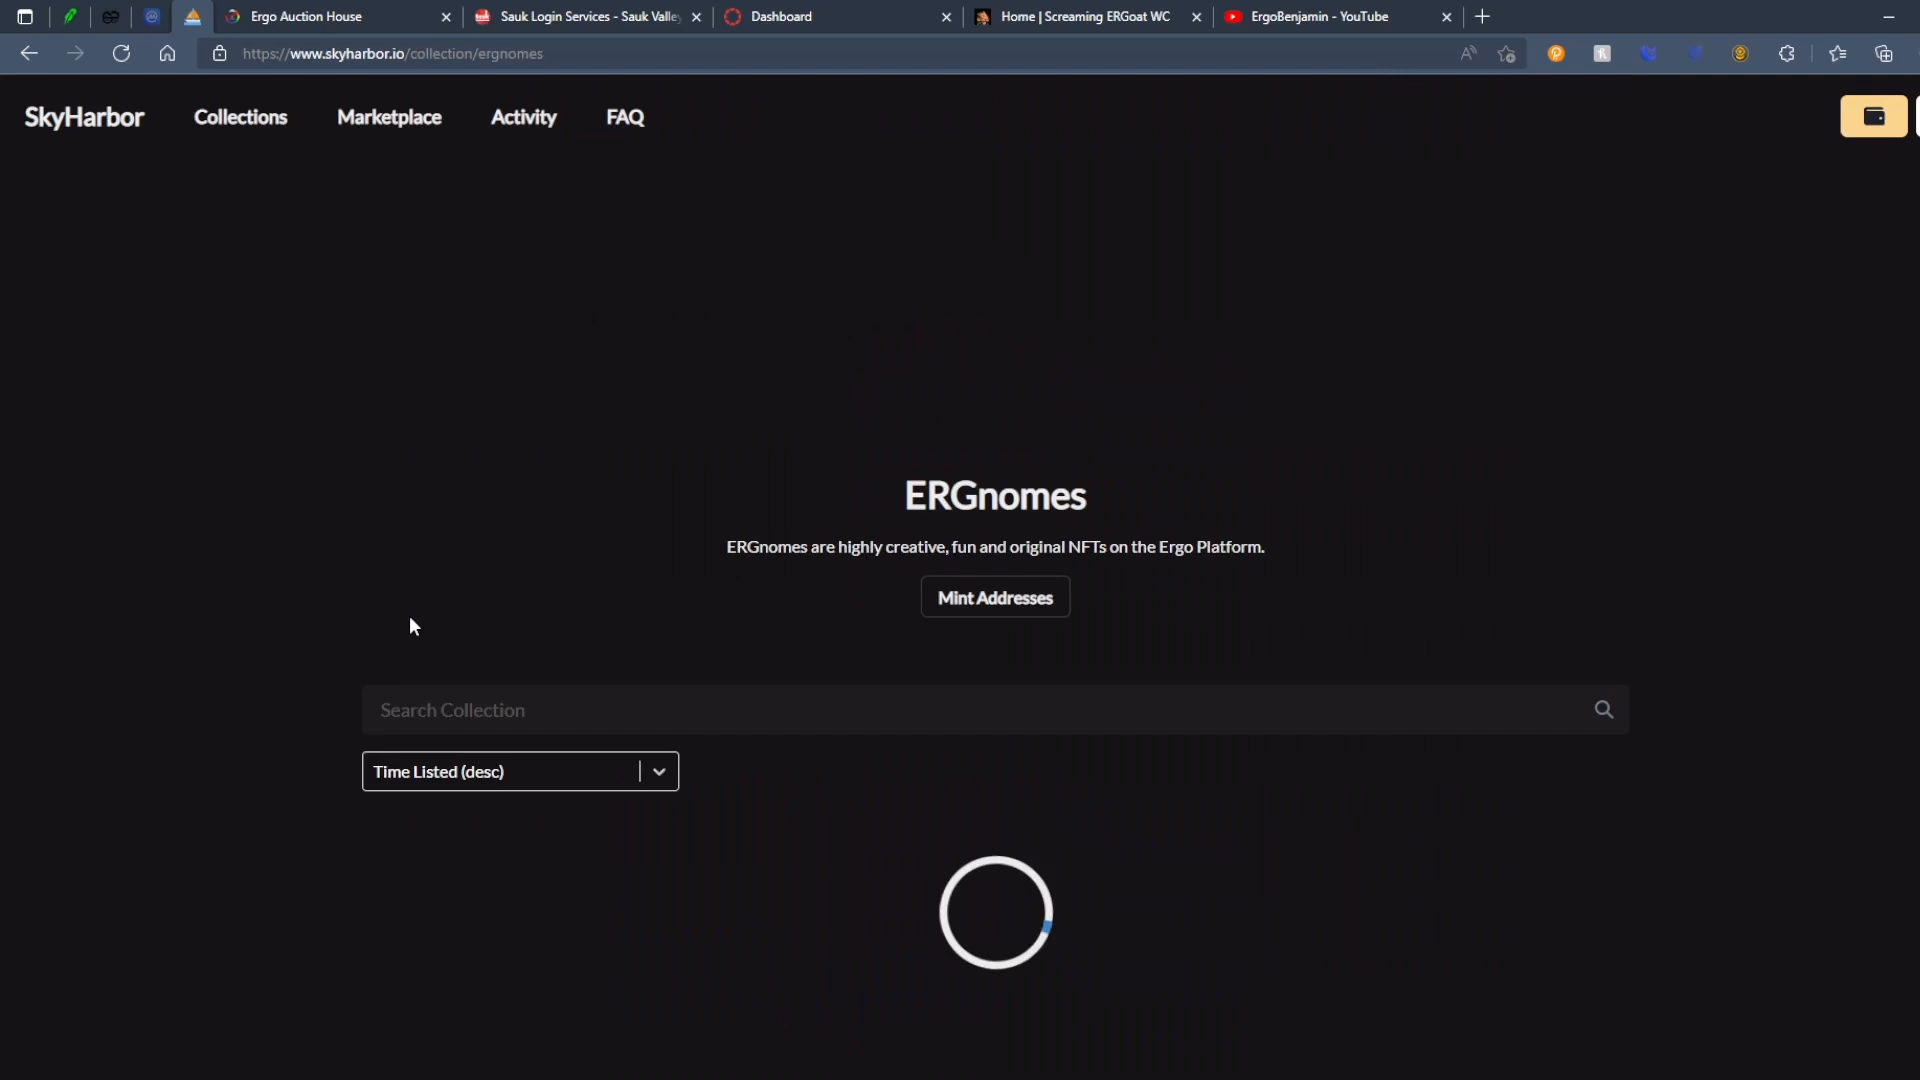 Ergo Auction House
Sauk Login Services - Sauk Valle
Dashboard
Home | Screaming ERGoat WC
ErgoBenjamin - YouTube
https://www.skyharbor.io/collection/ergnomes
SkyHarbor
Collections
Marketplace
Activity
FAQ
ERGnomes
ERGnomes are highly creative, fun and original NFTs on the Ergo Platform.
Mint Addresses
Search Collection
Time Listed (desc)